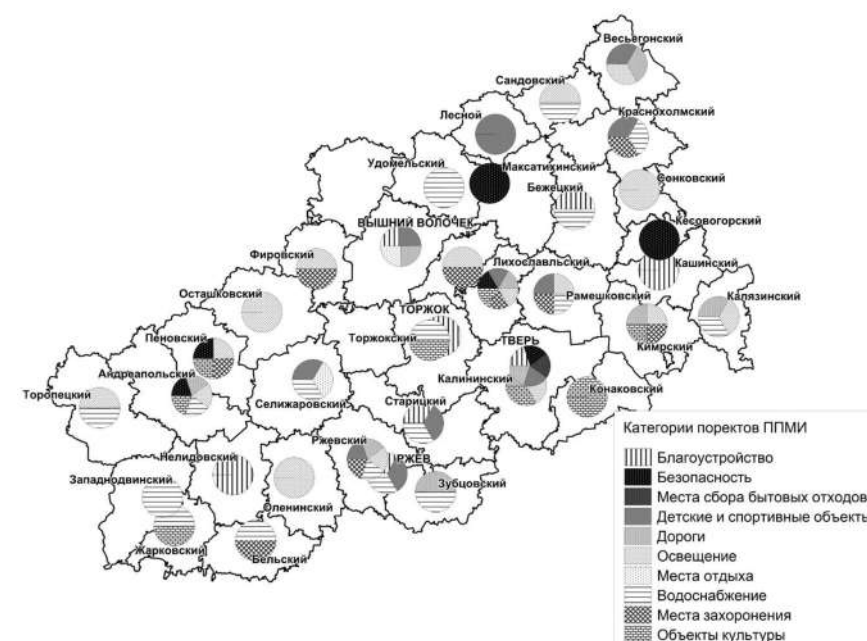 Весьегонский
Сандовский
Лесной
Краснохолмский
Удомельский
Максатихинский
Бежецкий
Сонковский
ВЫШНИЙ ВОЛОЧЕК
Кесовогорский
Фировский
Лихославльский
Кашинский
Осташковский
Рамешковский
Калязинский
ТОРЖОК
Пеновский
Торжокский
ТВЕРЬ
Кимрский
Андреапольский
Калининский
Торопецкий
Селижаровский
Старицкий
Конаковский
Ржевский
Нелидовский
РЖЕВ
Западнодвинский
Зубцовский
Оленинский
Жарковский
Бельский
Категории поректов ППМИ
Благоустройство
Безопасность
Места сбора бытовых отходов
Детские и спортивные объекты
Дороги
Освещение
Места отдыха
Водоснабжение
Места захоронения
Объекты культуры